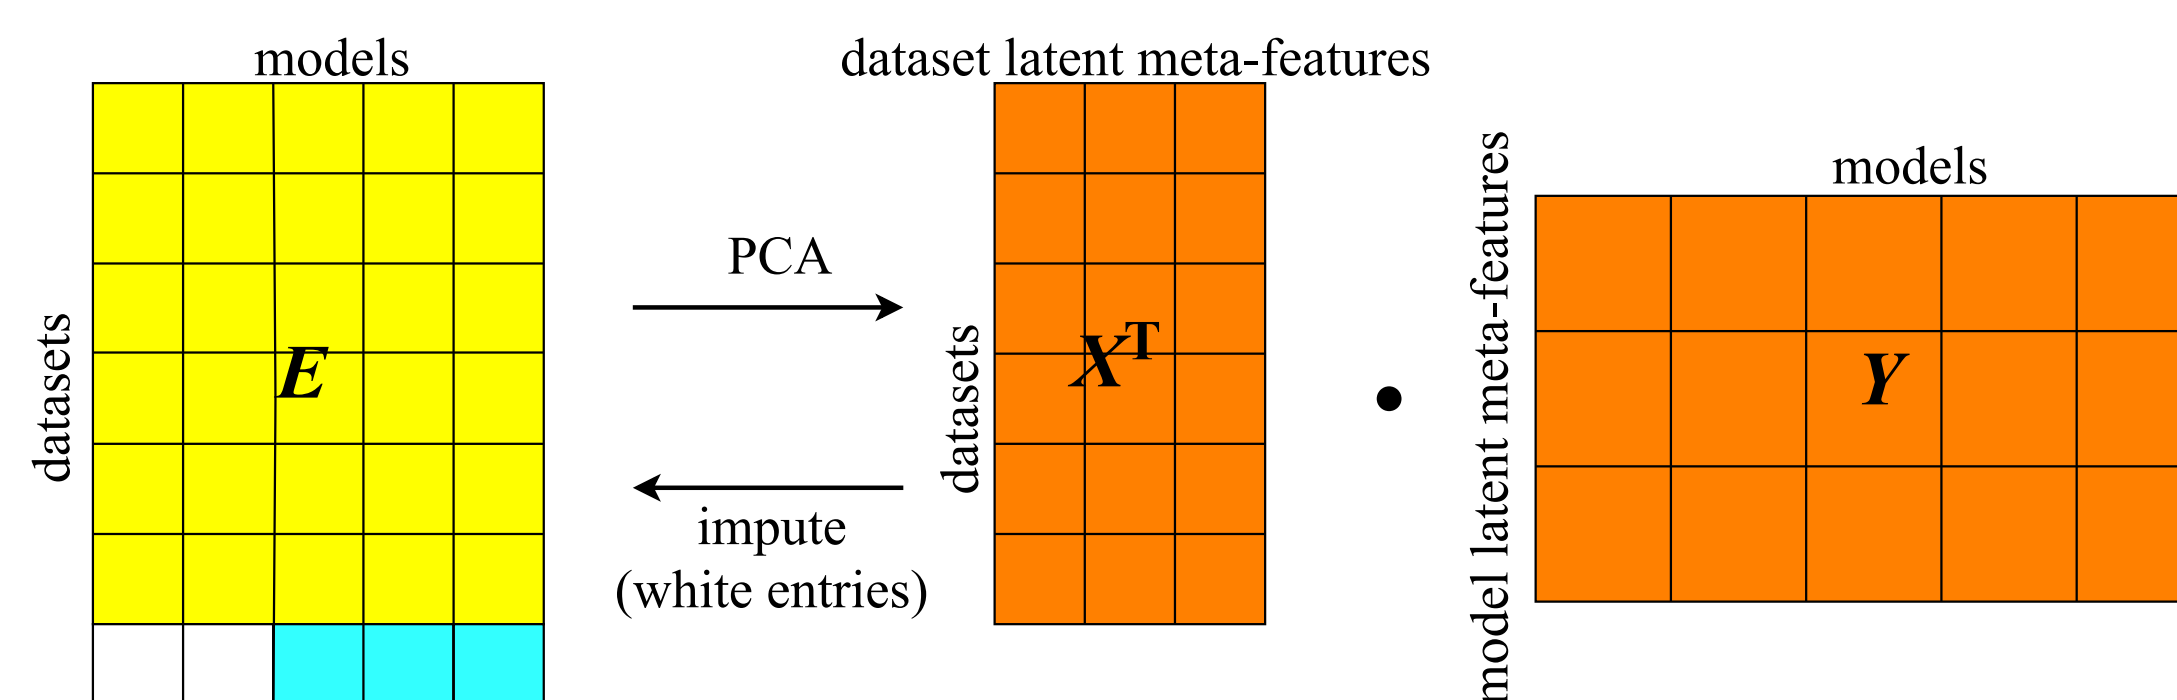 models
datasets
E
PCA
impute
(white entries)
dataset latent meta-features
datasets
X^T
model latent meta-features
models
Y